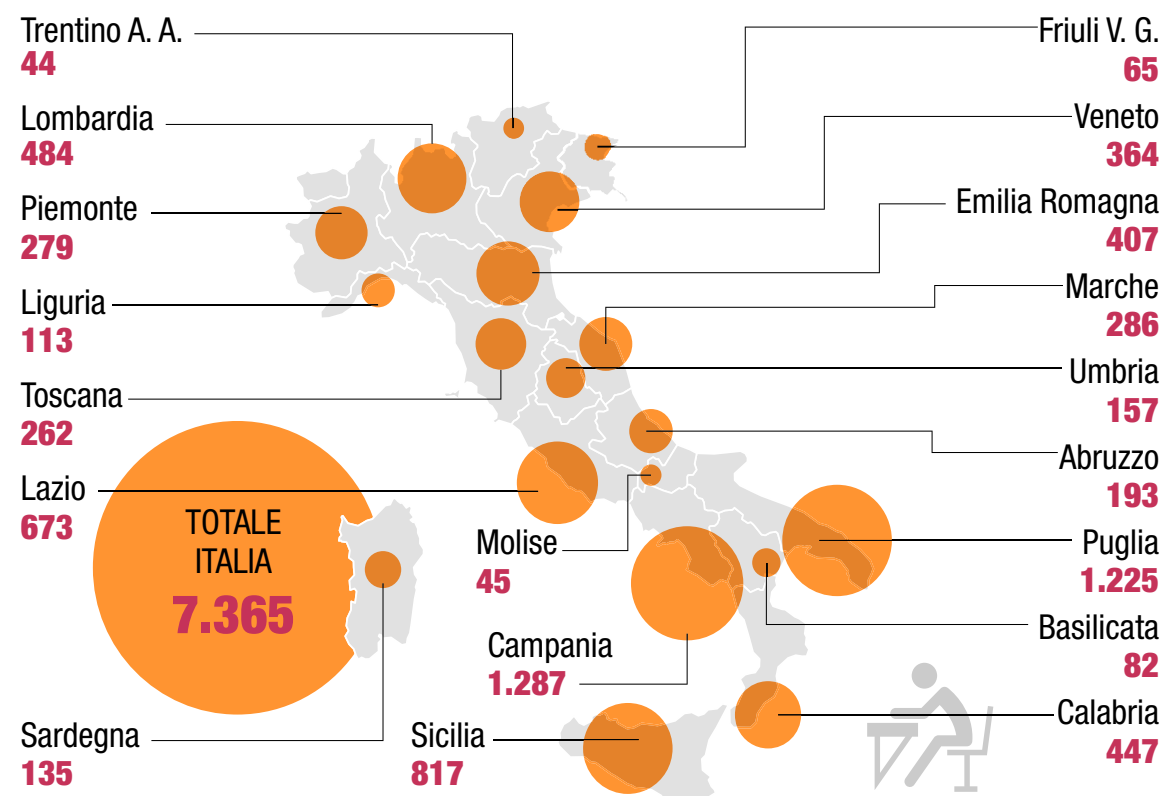 Trentino A. A.
44
Lombardia
484
Piemonte
279
Liguria
113
Toscana
262
Lazio
673
TOTALE
ITALIA
7.365
Sardegna
135
Molise
45
Campania
1.287
Sicilia
817
Friuli V. G.
65
Veneto
364
Emilia Romagna
407
Marche
286
Umbria
157
Abruzzo
193
Puglia
1.225
Basilicata
82
Calabria
447